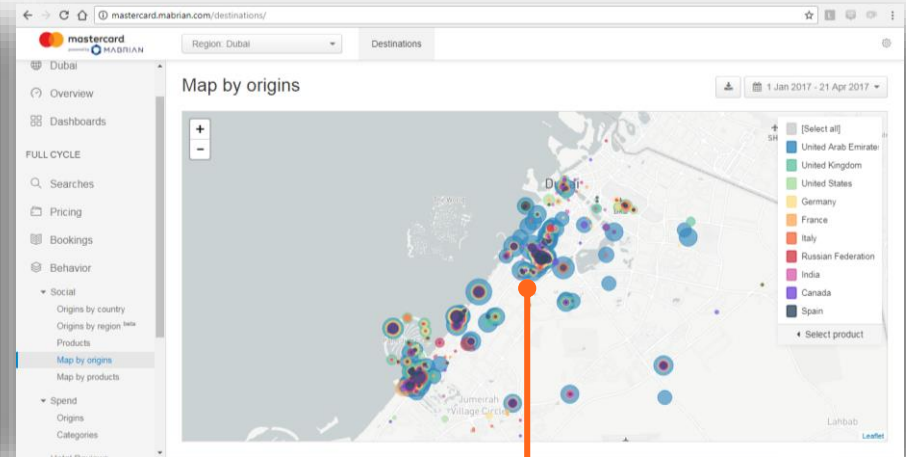 mastercard.mabrian.com/destinations/
mastercard
MABRIAN
Region: Dubai
Destinations
Dubai
Overview
Dashboards
FULL CYCLE
Searches
Pricing
Bookings
Behavior
Social
Origins by country
Origins by region beta
Products
Map by origins
Map by products
Spend
Origins
Categories
Map by origins
1 Jan 2017 - 21 Apr 2017
+
−
[Select all]
United Arab Emirate
United Kingdom
United States
Germany
France
Italy
Russian Federation
India
Canada
Spain
Select product
Jumeirah
Village Circle
Lahbab
Leaflet